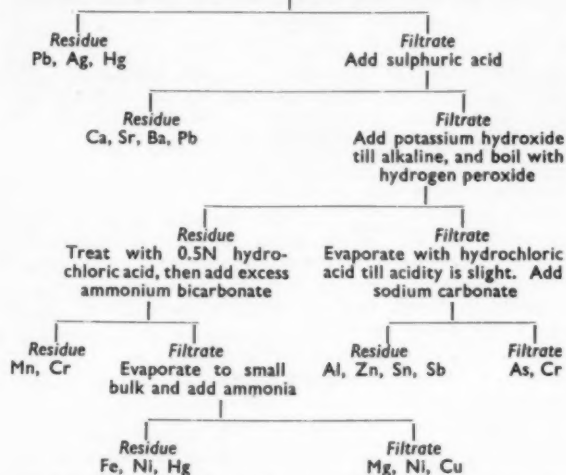 Residue
Pb, Ag, Hg
Filtrate
Add sulphuric acid
Residue
Ca, Sr, Ba, Pb
Filtrate
Add potassium hydroxide
till alkaline, and boil with
hydrogen peroxide
Residue
Treat with 0.5N hydro-
chloric acid, then add excess
ammonium bicarbonate
Filtrate
Evaporate with hydrochloric
acid till acidity is slight. Add
sodium carbonate
Residue
Mn, Cr
Filtrate
Evaporate to small
bulk and add ammonia
Residue
Al, Zn, Sn, Sb
Filtrate
As, Cr
Residue
Fe, Ni, Hg
Filtrate
Mg, Ni, Cu